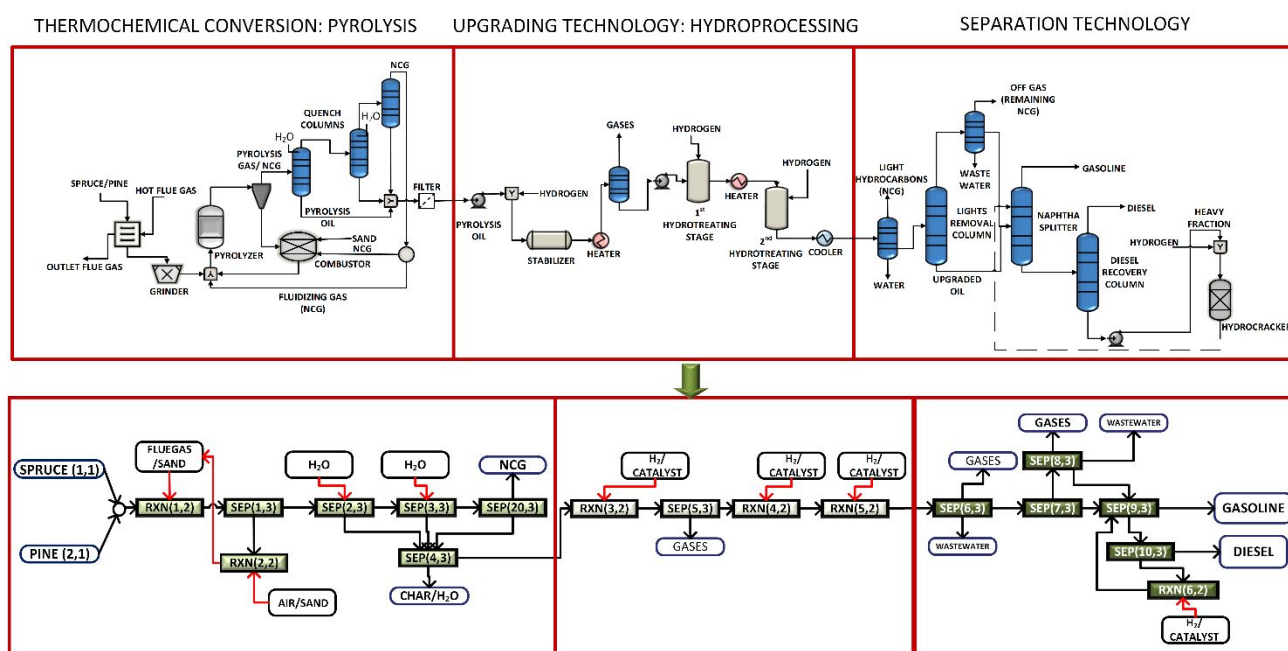 THERMOCHEMICAL CONVERSION: PYROLYSIS
UPGRADING TECHNOLOGY: HYDROPROCESSING
SEPARATION TECHNOLOGY
NCG
QUENCH
COLUMNS
H₂O
H₂O
PYROLYSIS
GAS/ NCG
SPRUCE/PINE
HOT FLUE GAS
FILTER
PYROLYSIS
OIL
SAND
NCG
PYROLYZER
COMBUSTOR
OUTLET FLUE GAS
GRINDER
FLUIDIZING GAS
(NCG)
GASES
HYDROGEN
HYDROGEN
HYDROGEN
PYROLYSIS
OIL
Y
STABILIZER
HEATER
1st
HYDROTREATING
STAGE
HEATER
2nd
HYDROTREATING
STAGE
COOLER
OFF GAS
(REMAINING
NCG)
LIGHT
HYDROCARBONS
(NCG)
WASTE
WATER
GASOLINE
LIGHTS
REMOVAL
COLUMN
NAPHTHA
SPLITTER
DIESEL
HEAVY
FRACTION
HYDROGEN
Y
DIESEL
RECOVERY
COLUMN
WATER
UPGRADED
OIL
HYDROCRACKER
SPRUCE (1,1)
PINE (2,1)
FLUEGAS
/SAND
H₂O
H₂O
NCG
RXN(1,2)
SEP(1,3)
SEP(2,3)
SEP(3,3)
SEP(20,3)
RXN(2,2)
SEP(4,3)
AIR/SAND
CHAR/H₂O
H₂/
CATALYST
H₂/
CATALYST
H₂/
CATALYST
RXN(3,2)
SEP(5,3)
RXN(4,2)
RXN(5,2)
GASES
GASES
WASTEWATER
GASES
SEP(8,3)
SEP(6,3)
SEP(7,3)
SEP(9,3)
GASOLINE
WASTEWATER
SEP(10,3)
DIESEL
RXN(6,2)
H₂/
CATALYST